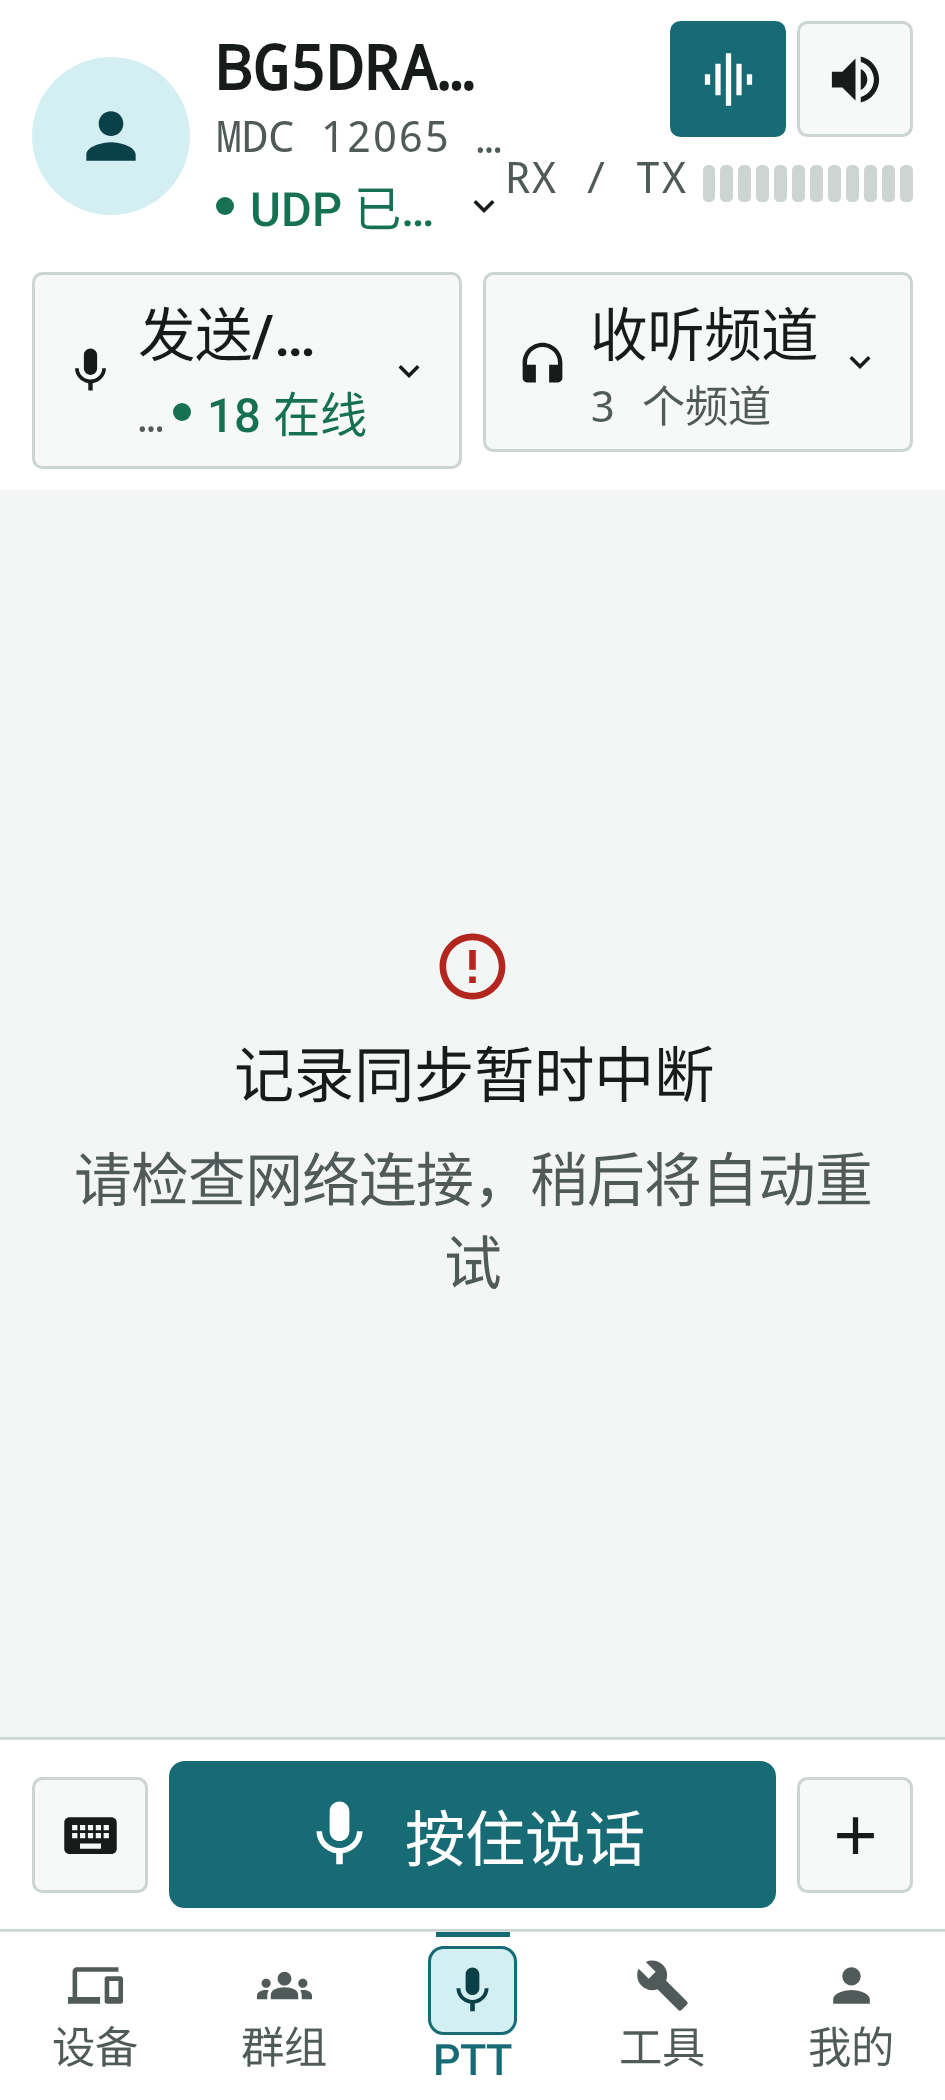 BG5DRA...
MDC 12065 ...
RX / TX
UDP 已...
发送/...
... 18 在线
收听频道
3 个频道
记录同步暂时中断
请检查网络连接，稍后将自动重
试
按住说话
设备
群组
PTT
工具
我的